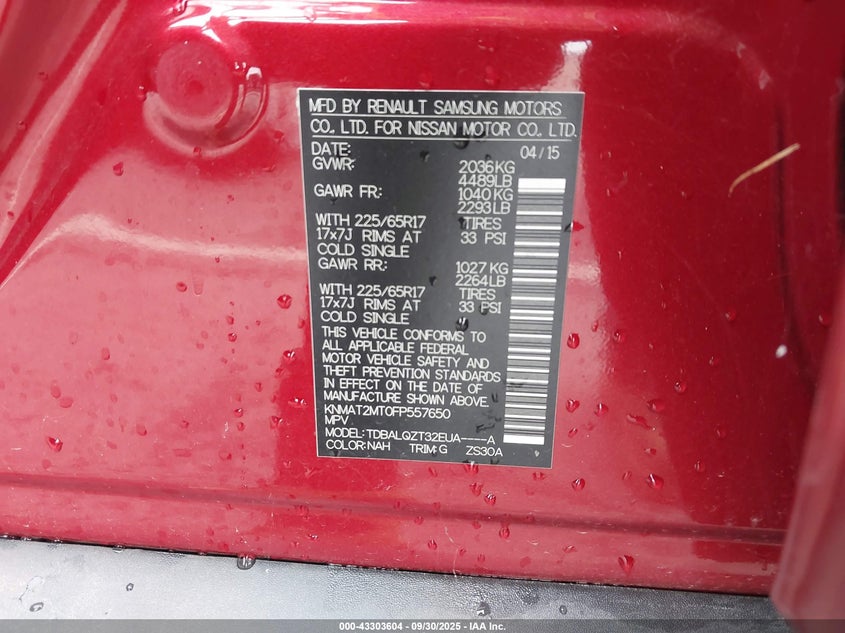 MFD BY RENAULT SAMSUNG MOTORS
CO., LTD. FOR NISSAN MOTOR CO., LTD.
DATE: 04/15
GVWR: 2036KG
4489LB
GAWR FR: 1040KG
2293LB
WITH 225/65R17 TIRES
17x7J RIMS AT 33 PSI
COLD SINGLE
GAWR RR: 1027KG
2264LB
WITH 225/65R17 TIRES
17x7J RIMS AT 33 PSI
COLD SINGLE
THIS VEHICLE CONFORMS TO
ALL APPLICABLE FEDERAL
MOTOR VEHICLE SAFETY AND
THEFT PREVENTION STANDARDS
IN EFFECT ON THE DATE OF
MANUFACTURE SHOWN ABOVE.
KNMAT2MT0FP557650
MPV
MODEL: TDBALQZT32EUA----A
COLOR: NAH TRIM: G ZS30A
000-43303604 - 09/30/2025 - IAA Inc.